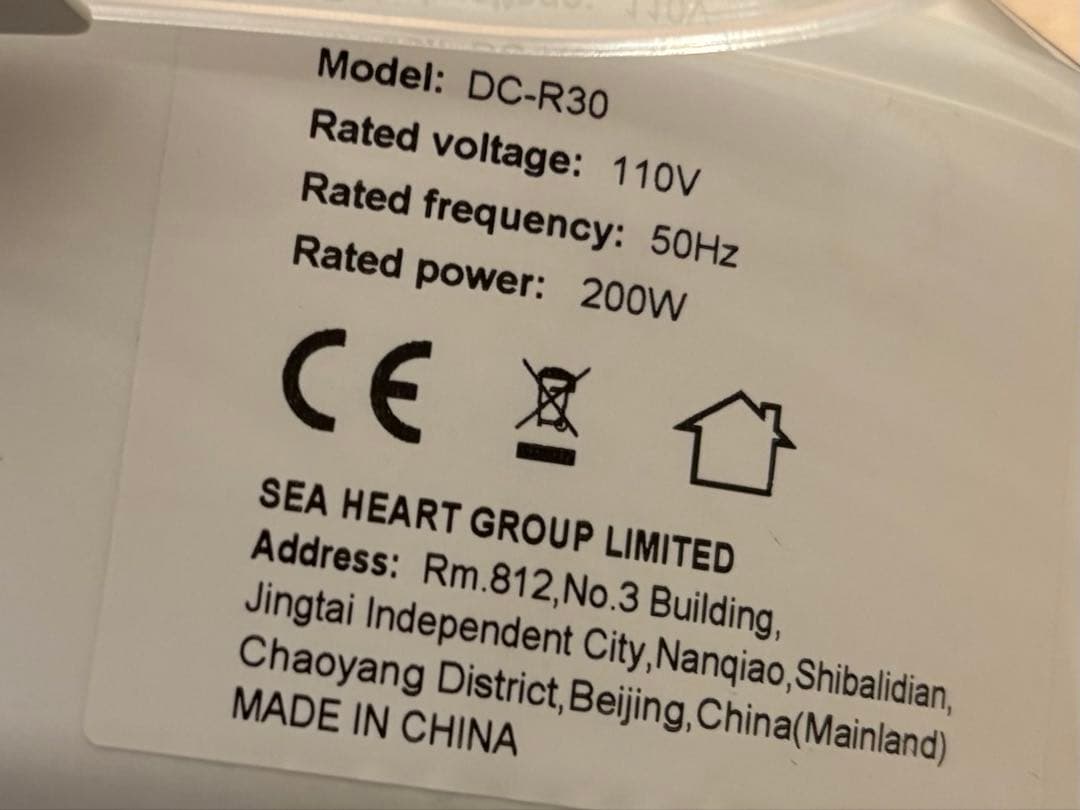 Model: DC-R30
Rated voltage: 110V
Rated frequency: 50Hz
Rated power: 200W
CE
SEA HEART GROUP LIMITED
Address: Rm.812,No.3 Building,
Jingtai Independent City,Nanqiao,Shibalidian,
Chaoyang District,Beijing,China(Mainland)
MADE IN CHINA